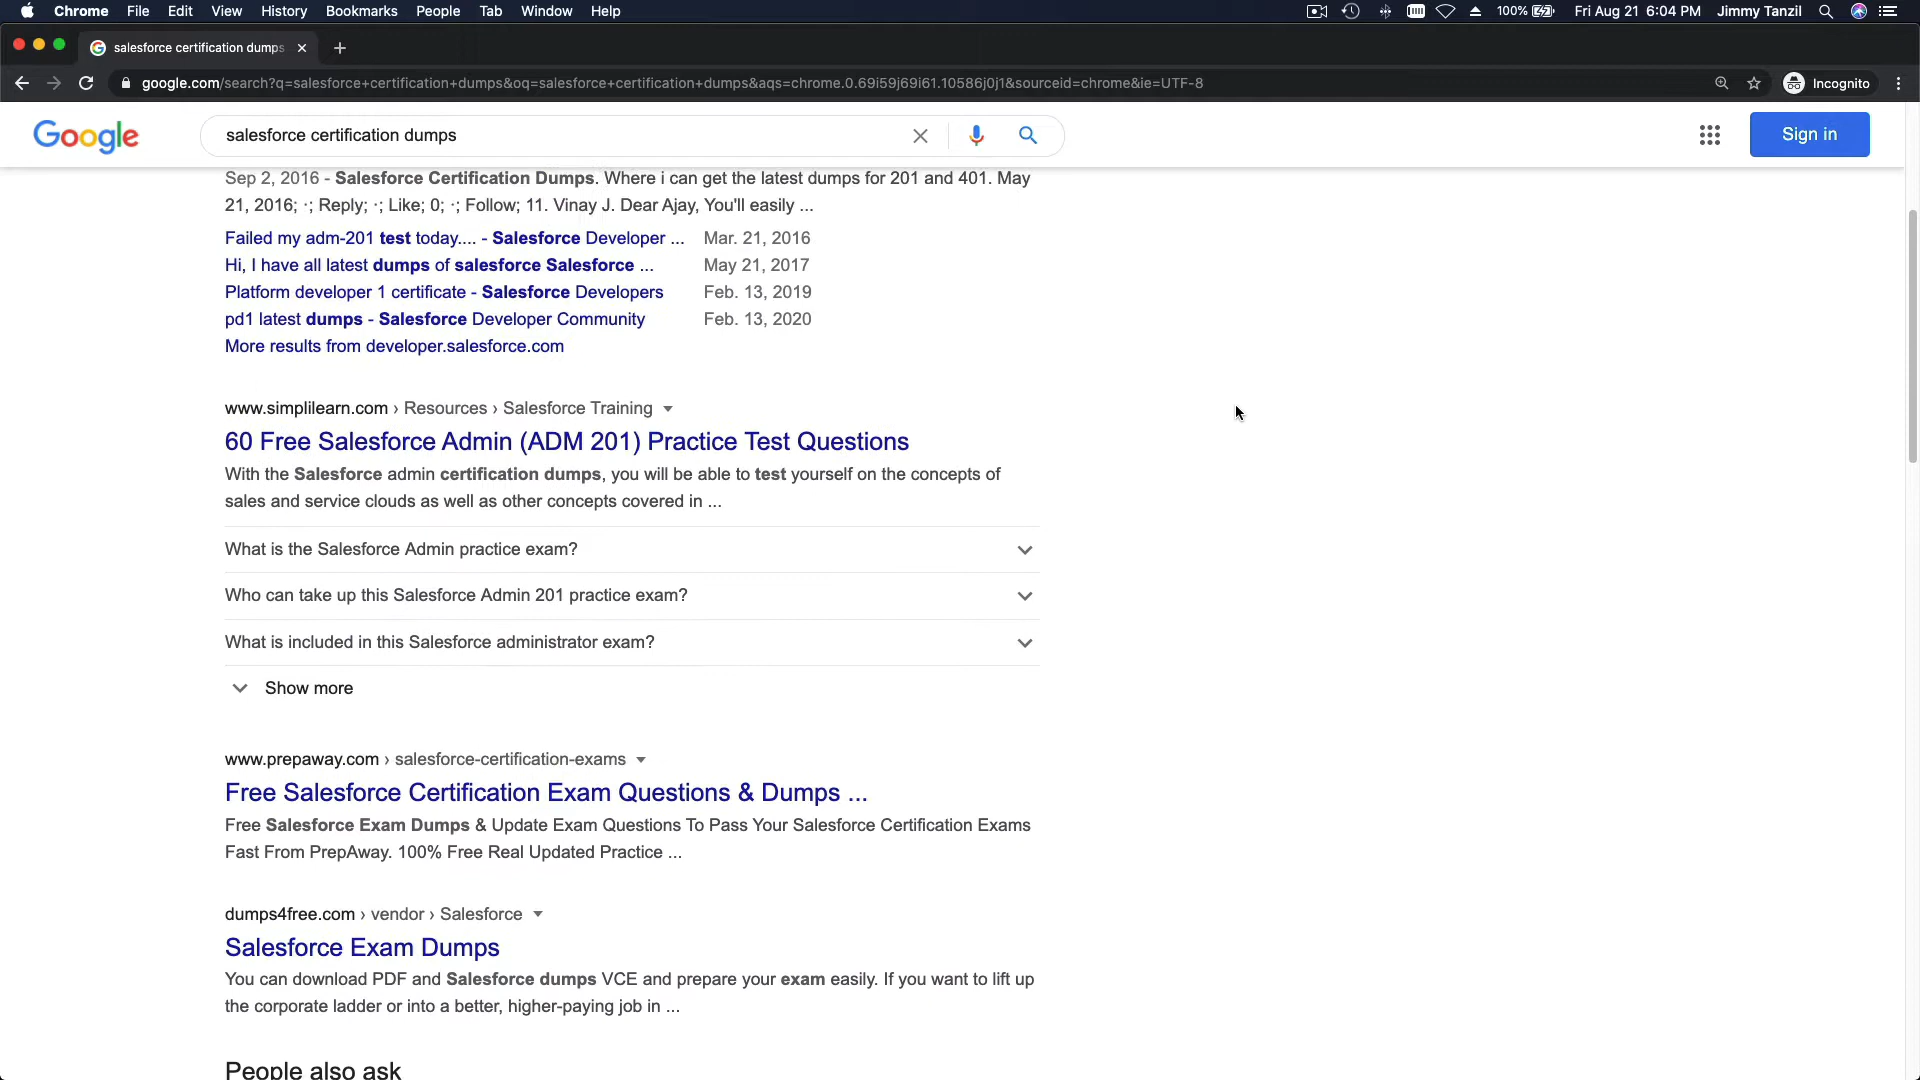 Chrome File Edit View History Bookmarks People Tab Window Help 100% Fri Aug 21 6:04 PM Jimmy Tanzil
salesforce certification dumps
google.com/search?q=salesforce+certification+dumps&oq=salesforce+certification+dumps&aqs=chrome.0.69i59j69i61.10586j0j1&sourceid=chrome&ie=UTF-8 Incognito
Google salesforce certification dumps Sign in
Sep 2, 2016 - Salesforce Certification Dumps. Where i can get the latest dumps for 201 and 401. May
21, 2016; ·; Reply; ·; Like; 0; ·; Follow; 11. Vinay J. Dear Ajay, You'll easily ...
Failed my adm-201 test today.... - Salesforce Developer ... Mar. 21, 2016
Hi, I have all latest dumps of salesforce Salesforce ... May 21, 2017
Platform developer 1 certificate - Salesforce Developers Feb. 13, 2019
pd1 latest dumps - Salesforce Developer Community Feb. 13, 2020
More results from developer.salesforce.com
www.simplilearn.com › Resources › Salesforce Training
60 Free Salesforce Admin (ADM 201) Practice Test Questions
With the Salesforce admin certification dumps, you will be able to test yourself on the concepts of
sales and service clouds as well as other concepts covered in ...
What is the Salesforce Admin practice exam?
Who can take up this Salesforce Admin 201 practice exam?
What is included in this Salesforce administrator exam?
Show more
www.prepaway.com › salesforce-certification-exams
Free Salesforce Certification Exam Questions & Dumps ...
Free Salesforce Exam Dumps & Update Exam Questions To Pass Your Salesforce Certification Exams
Fast From PrepAway. 100% Free Real Updated Practice ...
dumps4free.com › vendor › Salesforce
Salesforce Exam Dumps
You can download PDF and Salesforce dumps VCE and prepare your exam easily. If you want to lift up
the corporate ladder or into a better, higher-paying job in ...
People also ask